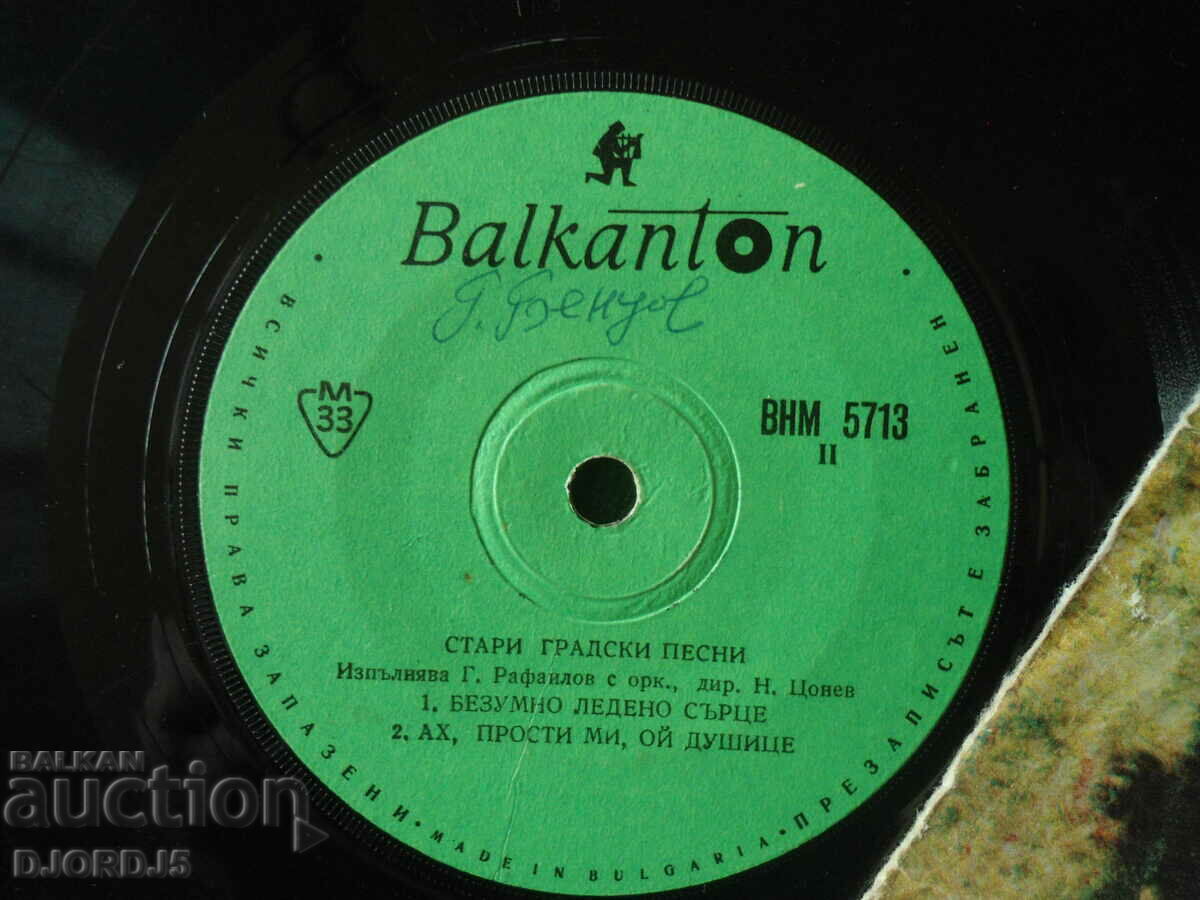 Balkanton
М
33
ВНМ 5713
II
СТАРИ ГРАДСКИ ПЕСНИ
Изпълнява Г. Рафаилов с орк., дир. Н. Цонев
1. БЕЗУМНО ЛЕДЕНО СЪРЦЕ
2. АХ, ПРОСТИ МИ, ОЙ ДУШИЦЕ
• ВСИЧКИ ПРАВА ЗАПАЗЕНИ • MADE IN BULGARIA • ПРЕЗАПИСЪТ Е ЗАБРАНЕН •
BALKAN
auction
DJORDJ5